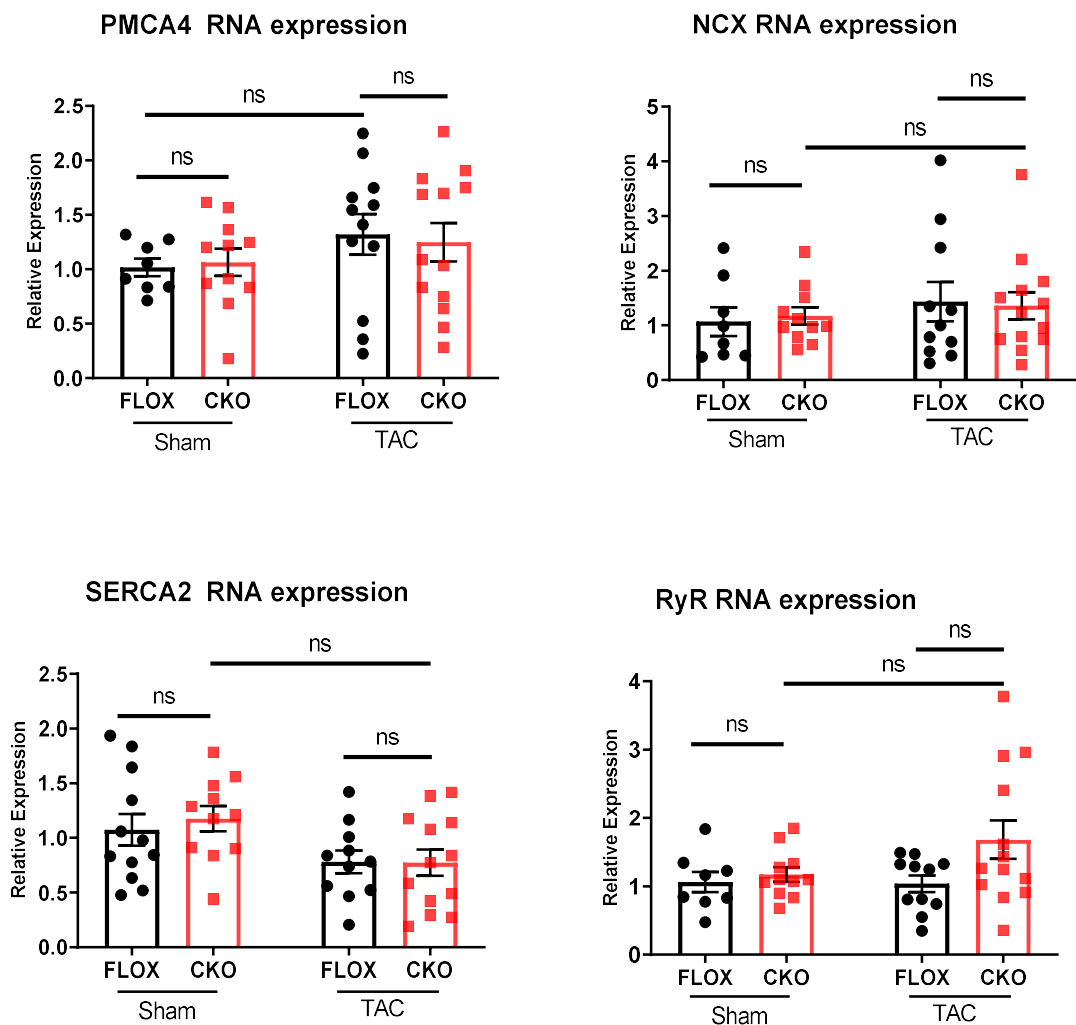 PMCA4 RNA expression
ns
ns
ns
Relative Expression
2.5
2.0
1.5
1.0
0.5
0.0
FLOX CKO FLOX CKO
Sham TAC
NCX RNA expression
ns
ns
ns
Relative Expression
5
4
3
2
1
0
FLOX CKO FLOX CKO
Sham TAC
SERCA2 RNA expression
ns
ns
ns
Relative Expression
2.5
2.0
1.5
1.0
0.5
0.0
FLOX CKO FLOX CKO
Sham TAC
RyR RNA expression
ns
ns
ns
Relative Expression
4
3
2
1
0
FLOX CKO FLOX CKO
Sham TAC